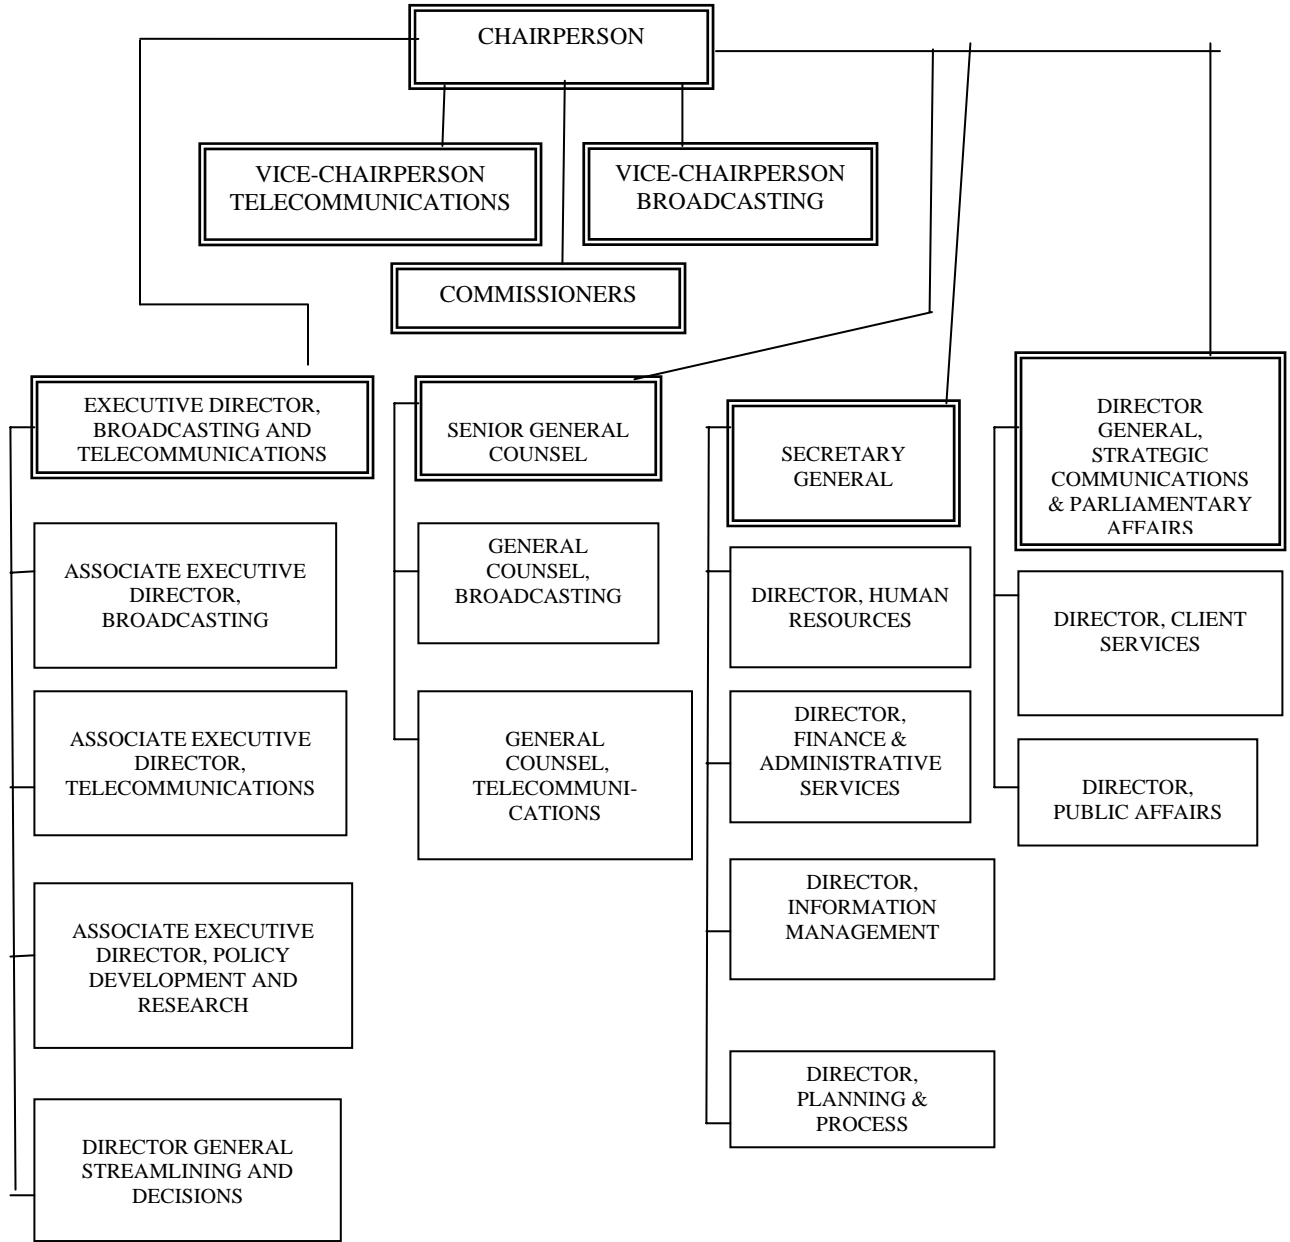 CHAIRPERSON
VICE-CHAIRPERSON
TELECOMMUNICATIONS
VICE-CHAIRPERSON
BROADCASTING
COMMISSIONERS
EXECUTIVE DIRECTOR,
BROADCASTING AND
TELECOMMUNICATIONS
ASSOCIATE EXECUTIVE
DIRECTOR,
BROADCASTING
ASSOCIATE EXECUTIVE
DIRECTOR,
TELECOMMUNICATIONS
ASSOCIATE EXECUTIVE
DIRECTOR, POLICY
DEVELOPMENT AND
RESEARCH
DIRECTOR GENERAL
STREAMLINING AND
DECISIONS
SENIOR GENERAL
COUNSEL
GENERAL
COUNSEL,
BROADCASTING
GENERAL
COUNSEL,
TELECOMMUNI-
CATIONS
SECRETARY
GENERAL
DIRECTOR, HUMAN
RESOURCES
DIRECTOR,
FINANCE &
ADMINISTRATIVE
SERVICES
DIRECTOR,
INFORMATION
MANAGEMENT
DIRECTOR,
PLANNING &
PROCESS
DIRECTOR
GENERAL,
STRATEGIC
COMMUNICATIONS
& PARLIAMENTARY
AFFAIRS
DIRECTOR, CLIENT
SERVICES
DIRECTOR,
PUBLIC AFFAIRS